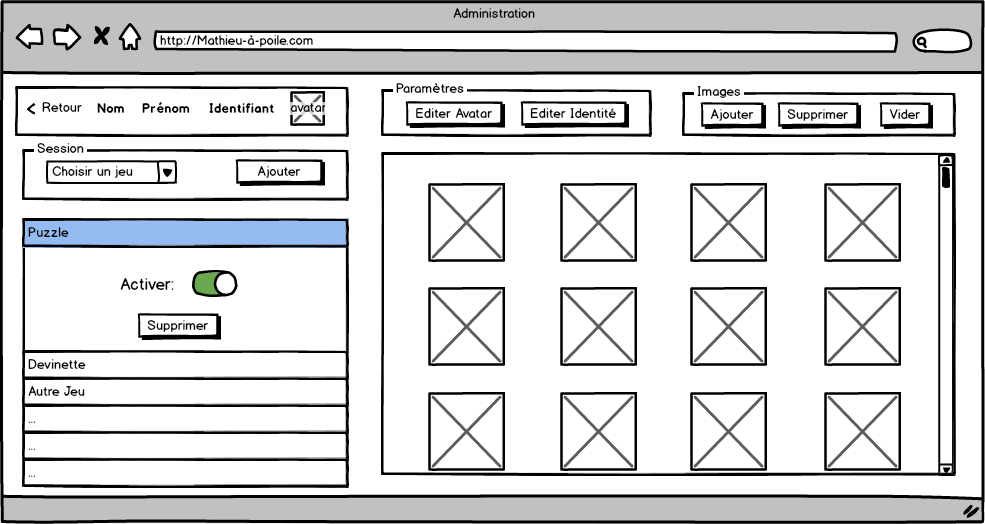 Administration
http://Mathieu-à-poile.com
Retour Nom Prénom Identifiant avatar
Paramètres
Editer Avatar Editer Identité
Images
Ajouter Supprimer Vider
Session
Choisir un jeu Ajouter
Puzzle
Activer:
Supprimer
Devinette
Autre Jeu
...
...
...